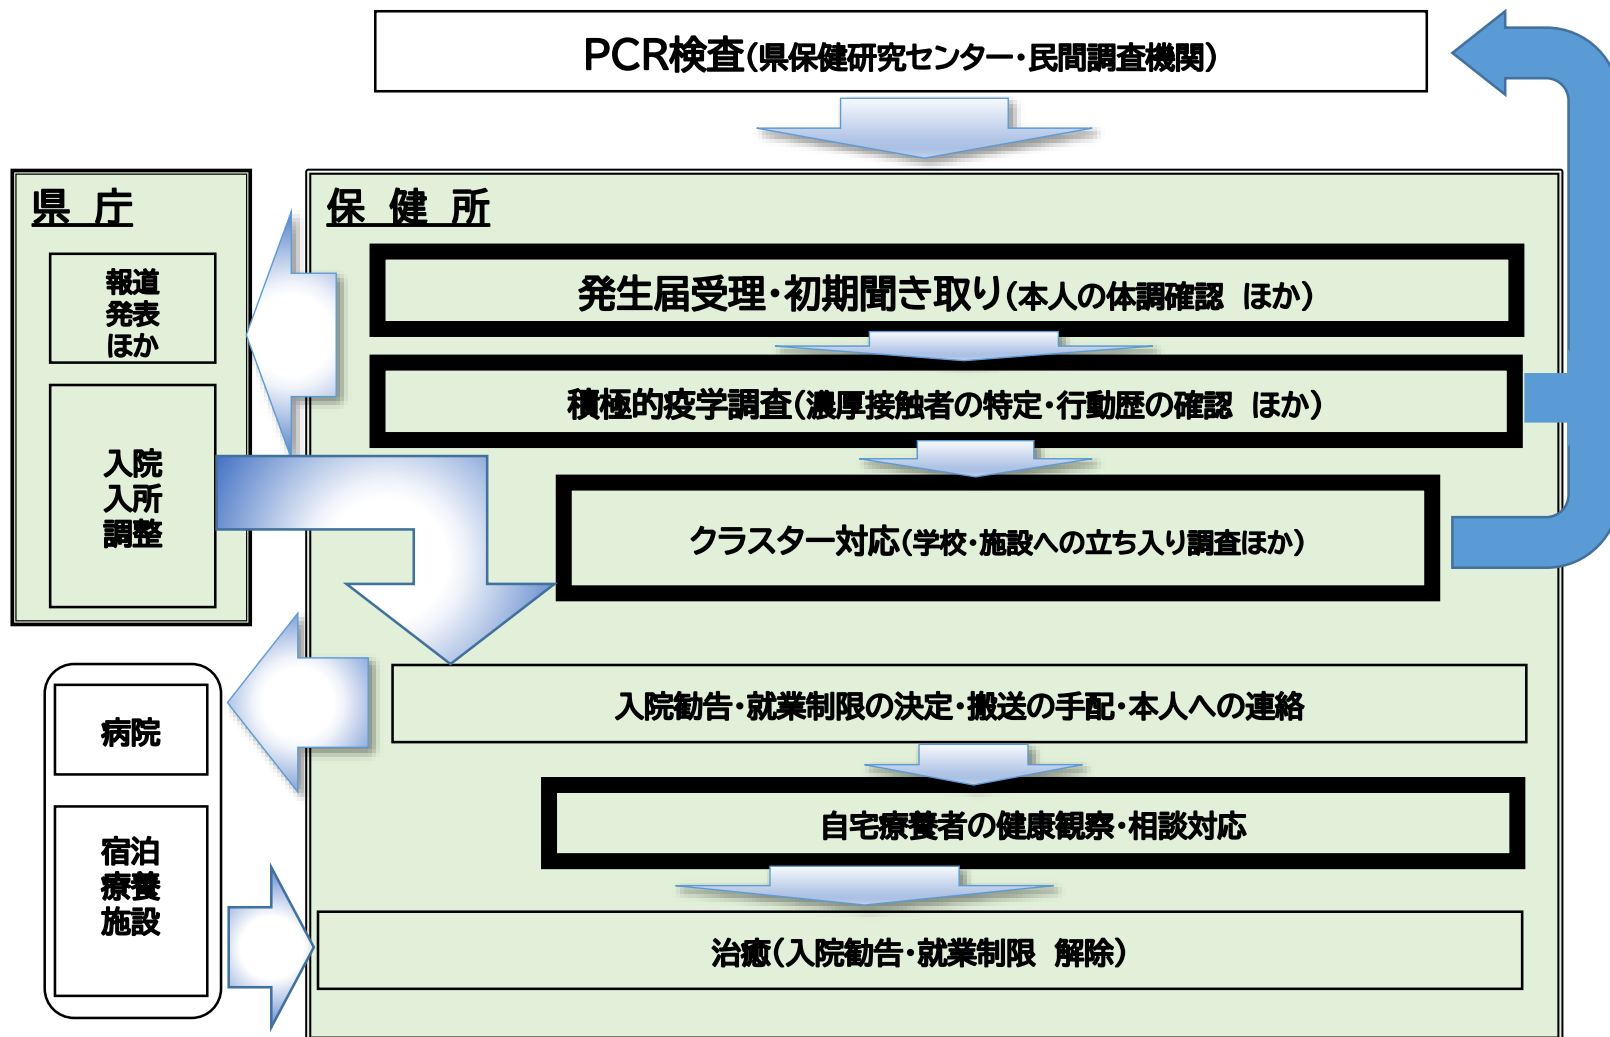 PCR検査(県保健研究センター・民間調査機関)
県 庁
報道
発表
ほか
入院
入所
調整
保 健 所
発生届受理・初期聞き取り(本人の体調確認 ほか)
積極的疫学調査(濃厚接触者の特定・行動歴の確認 ほか)
クラスター対応(学校・施設への立ち入り調査ほか)
入院勧告・就業制限の決定・搬送の手配・本人への連絡
病院
宿泊
療養
施設
自宅療養者の健康観察・相談対応
治癒(入院勧告・就業制限 解除)